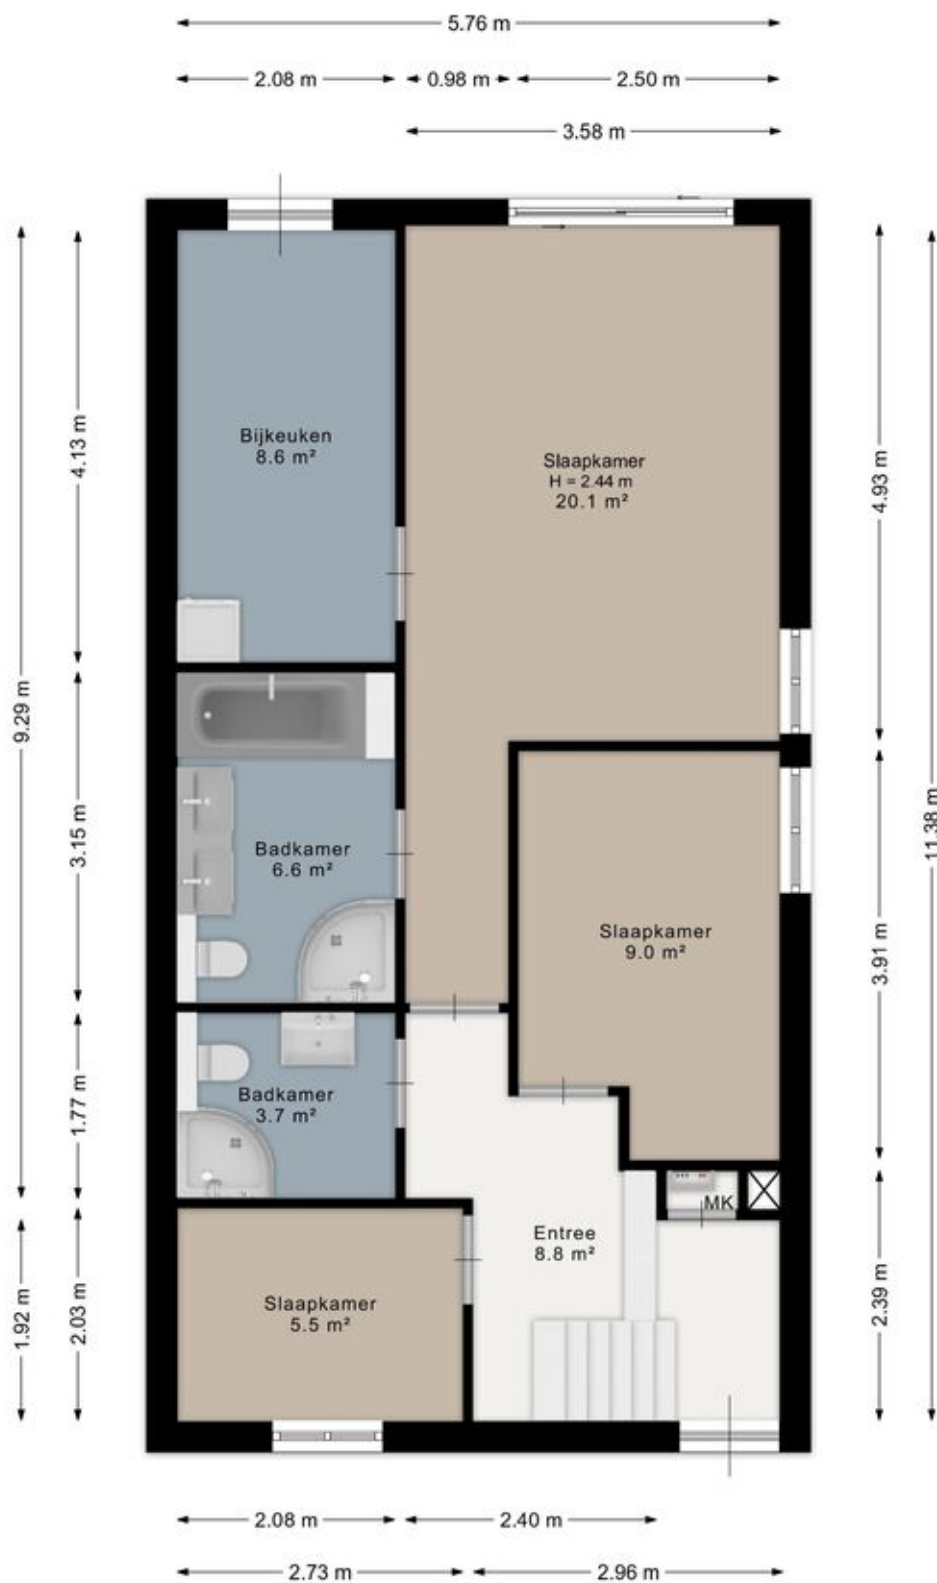 5.76 m
2.08 m
0.98 m
2.50 m
3.58 m
9.29 m
4.13 m
Bijkeuken
8.6 m²
Slaapkamer
H = 2.44 m
20.1 m²
4.93 m
11.38 m
3.15 m
Badkamer
6.6 m²
Slaapkamer
9.0 m²
3.91 m
1.77 m
Badkamer
3.7 m²
MK
1.92 m
2.03 m
Slaapkamer
5.5 m²
Entree
8.8 m²
2.39 m
2.08 m
2.40 m
2.73 m
2.96 m